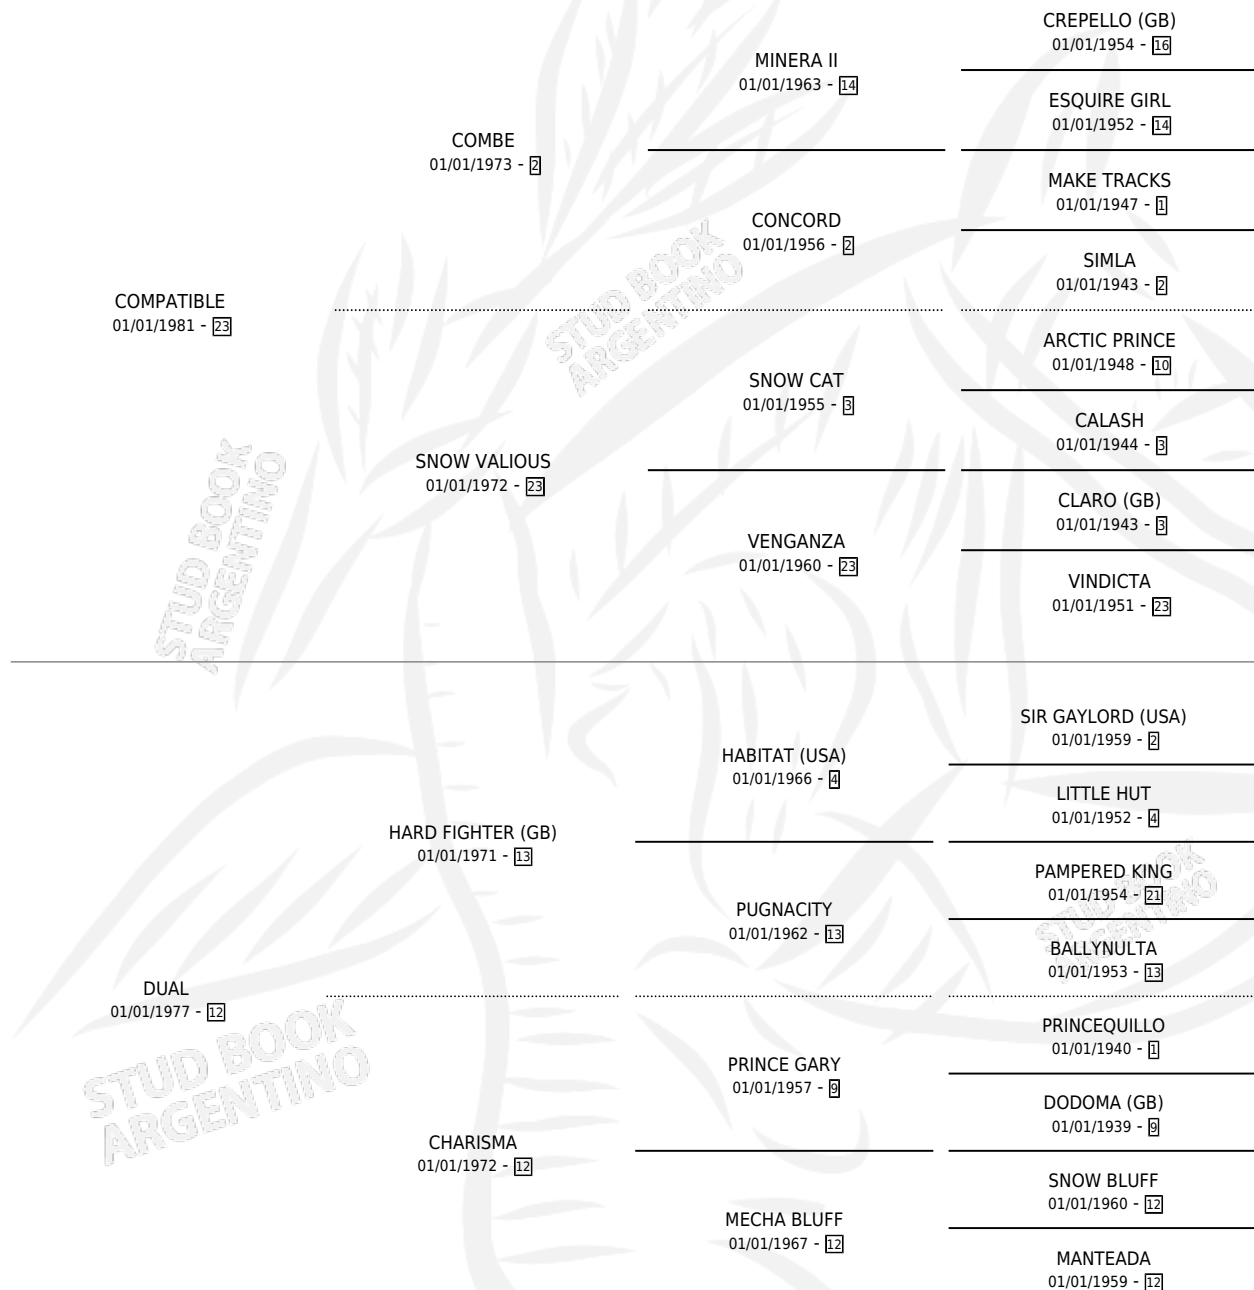 CREPELLO (GB)
01/01/1954 - 16
MINERA II
01/01/1963 - 14
ESQUIRE GIRL
01/01/1952 - 14
COMBE
01/01/1973 - 2
MAKE TRACKS
01/01/1947 - 1
CONCORD
01/01/1956 - 2
SIMLA
01/01/1943 - 2
COMPATIBLE
01/01/1981 - 23
ARCTIC PRINCE
01/01/1948 - 10
SNOW CAT
01/01/1955 - 3
CALASH
01/01/1944 - 3
SNOW VALIOUS
01/01/1972 - 23
CLARO (GB)
01/01/1943 - 3
VENGANZA
01/01/1960 - 23
VINDICTA
01/01/1951 - 23
SIR GAYLORD (USA)
01/01/1959 - 2
HABITAT (USA)
01/01/1966 - 4
LITTLE HUT
01/01/1952 - 4
HARD FIGHTER (GB)
01/01/1971 - 13
PAMPERED KING
01/01/1954 - 21
PUGNACITY
01/01/1962 - 13
BALLYNULTA
01/01/1953 - 13
DUAL
01/01/1977 - 12
PRINCEQUILLO
01/01/1940 - 1
PRINCE GARY
01/01/1957 - 9
DODOMA (GB)
01/01/1939 - 9
CHARISMA
01/01/1972 - 12
SNOW BLUFF
01/01/1960 - 12
MECHA BLUFF
01/01/1967 - 12
MANTEADA
01/01/1959 - 12
STUD BOOK
ARGENTINO
STUD BOOK
ARGENTINO
STUD BOOK
ARGENTINO
STUD BOOK
ARGENTINO